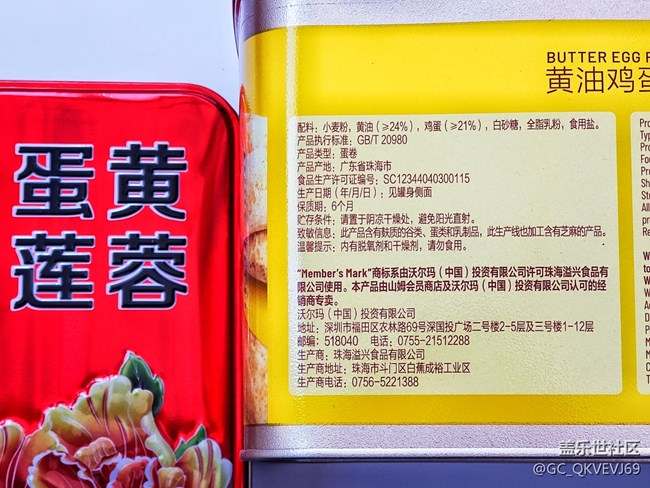 蛋黄
莲蓉
BUTTER EGG
黄油鸡蛋
配料：小麦粉，黄油（≥24%），鸡蛋（≥21%），白砂糖，全脂乳粉，食用盐。
产品执行标准：GB/T 20980
产品类型：蛋卷
产品产地：广东省珠海市
食品生产许可证编号：SC12344040300115
生产日期（年/月/日）：见罐身侧面
保质期：6个月
贮存条件：请置于阴凉干燥处，避免阳光直射。
致敏信息：此产品含有麸质的谷类、蛋类和乳制品，此生产线也加工含有芝麻的产品。
温馨提示：内有脱氧剂和干燥剂，请勿食用。
“Member's Mark”商标系由沃尔玛（中国）投资有限公司许可珠海溢兴食品有
限公司使用。本产品由山姆会员商店及沃尔玛（中国）投资有限公司认可的经
销商专卖。
沃尔玛（中国）投资有限公司
地址：深圳市福田区农林路69号深国投广场二号楼2-5层及三号楼1-12层
邮编：518040 电话：0755-21512288
生产商：珠海溢兴食品有限公司
生产商地址：珠海市斗门区白蕉成裕工业区
生产商电话：0756-5221388
盖乐世社区
@GC_QKVEVJ69